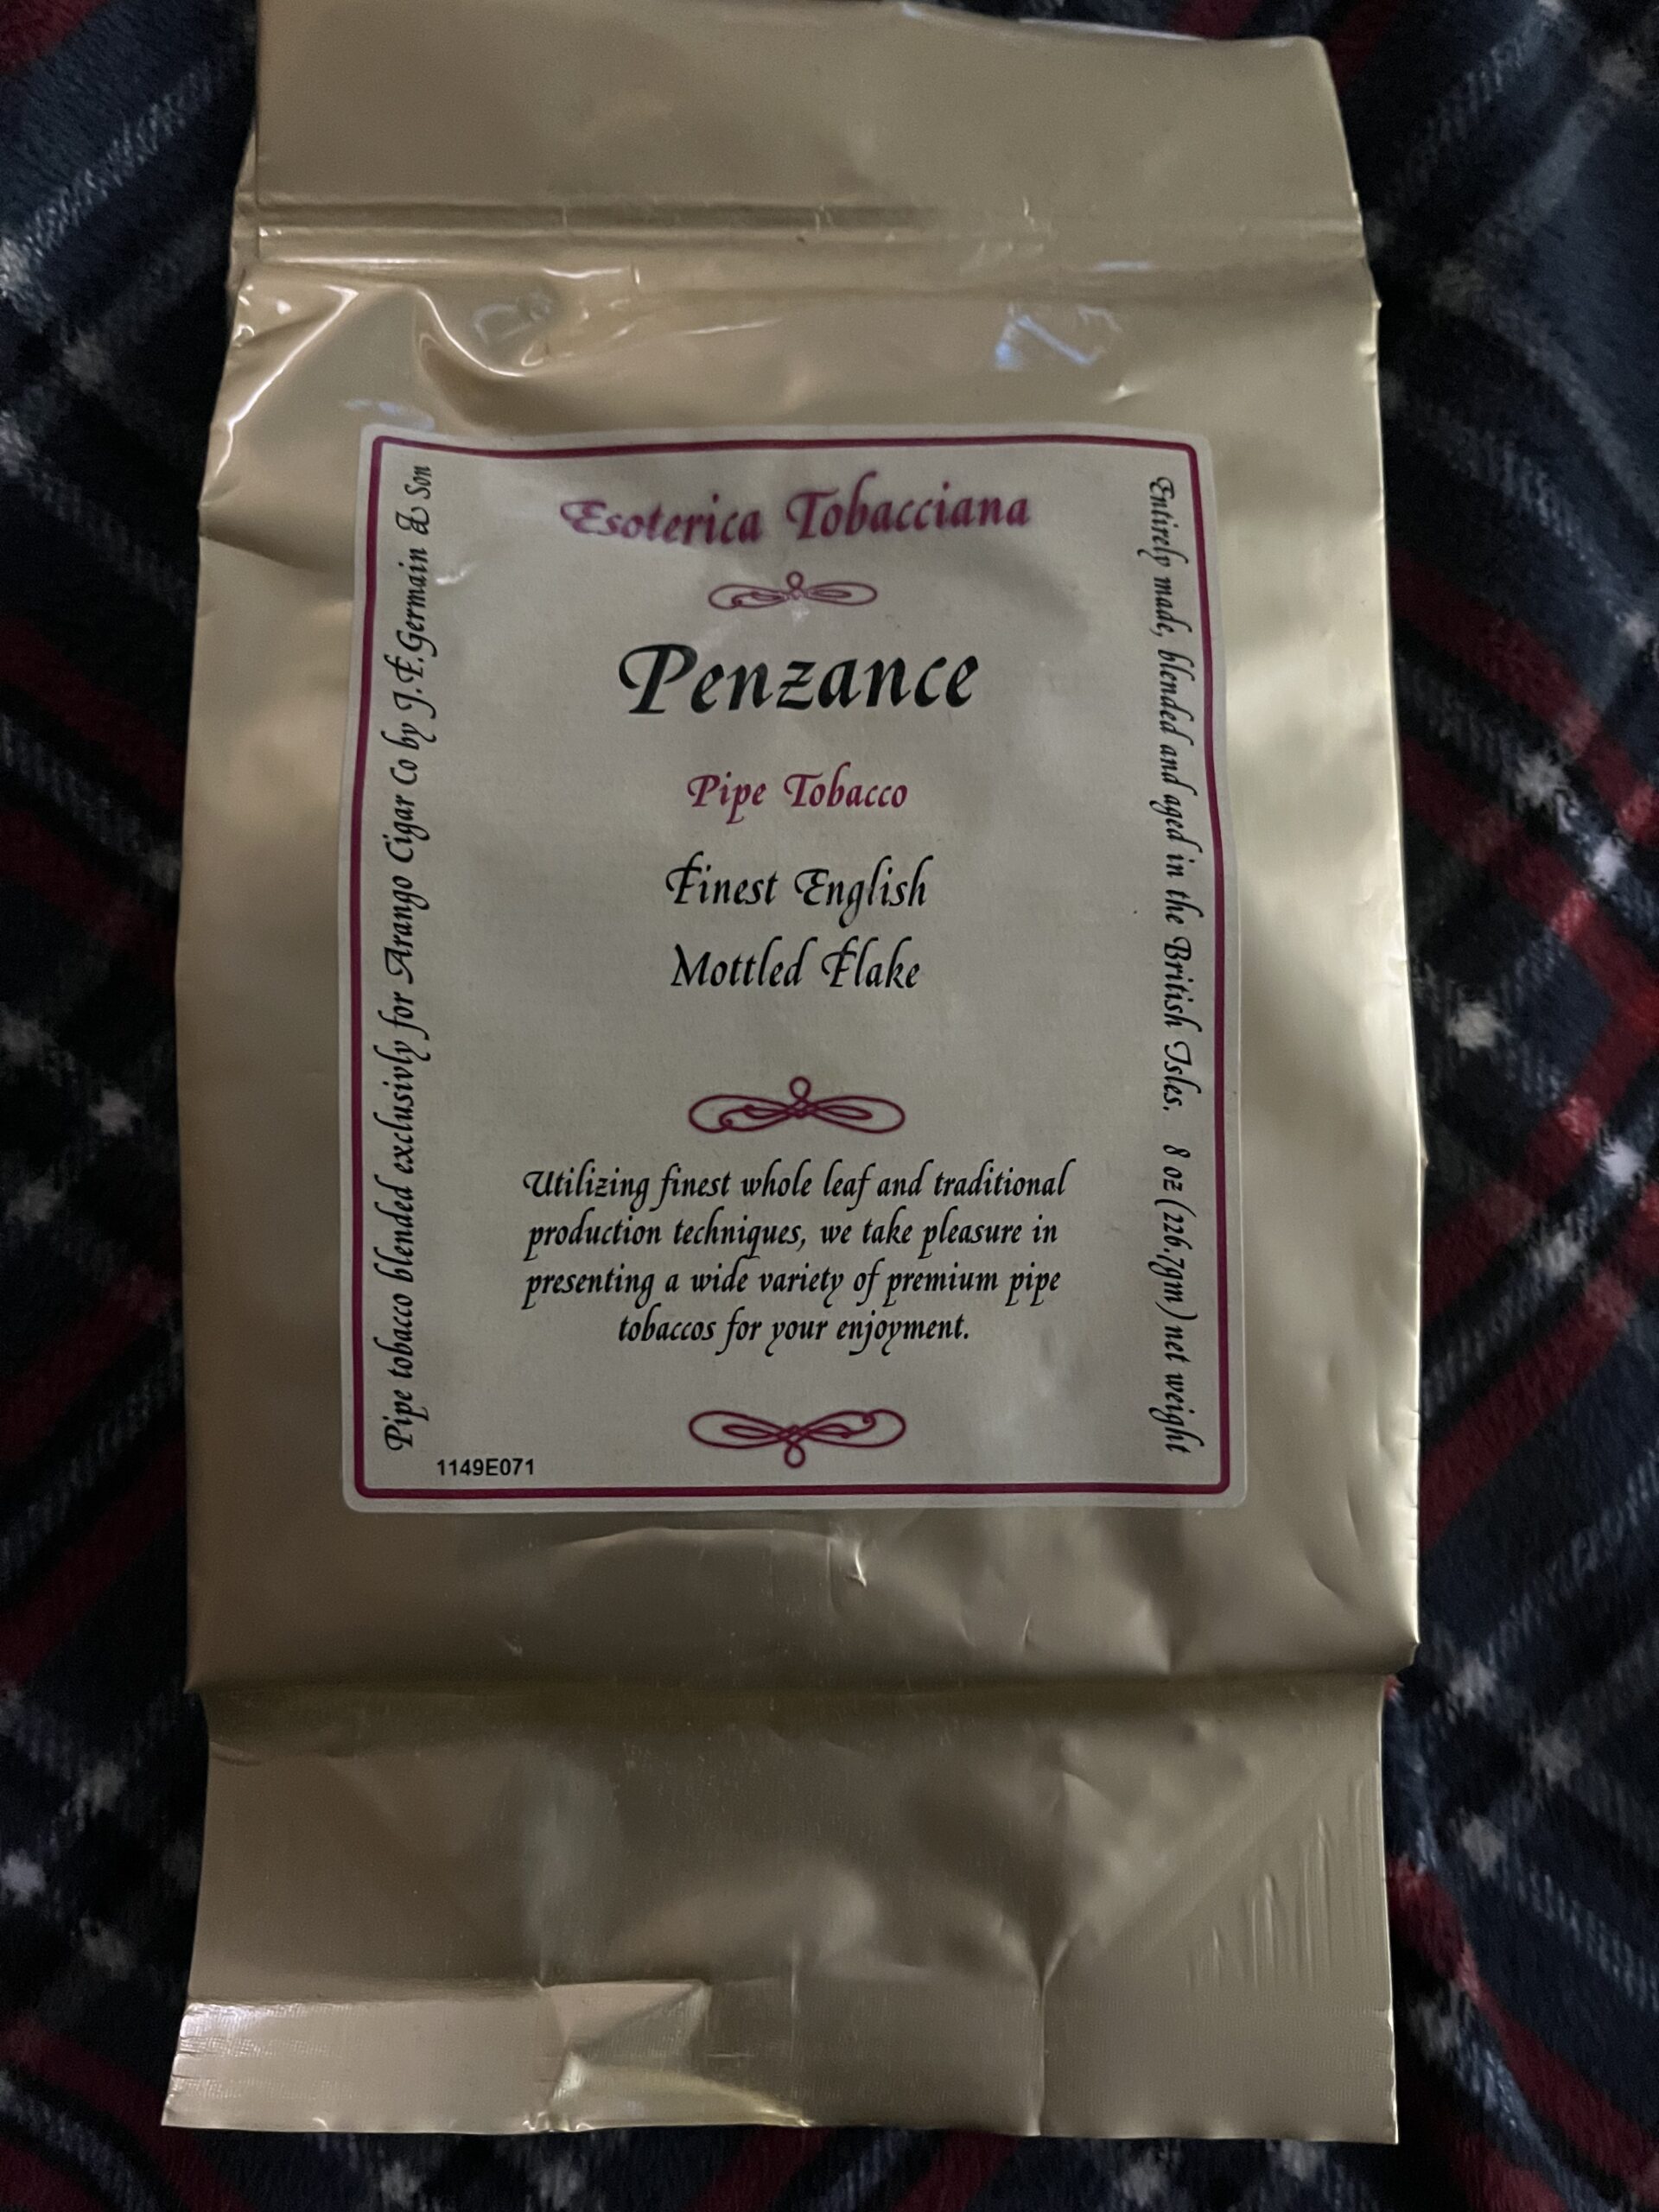 Esoterica Tobacciana
Penzance
Pipe Tobacco
Finest English
Mottled Flake
Utilizing finest whole leaf and traditional
production techniques, we take pleasure in
presenting a wide variety of premium pipe
tobaccos for your enjoyment.
1149E071
Pipe tobacco blended exclusivly for Arango Cigar Co by J.F.Germain & Son
Entirely made, blended and aged in the British Isles. 8 oz (226.7gm) net weight